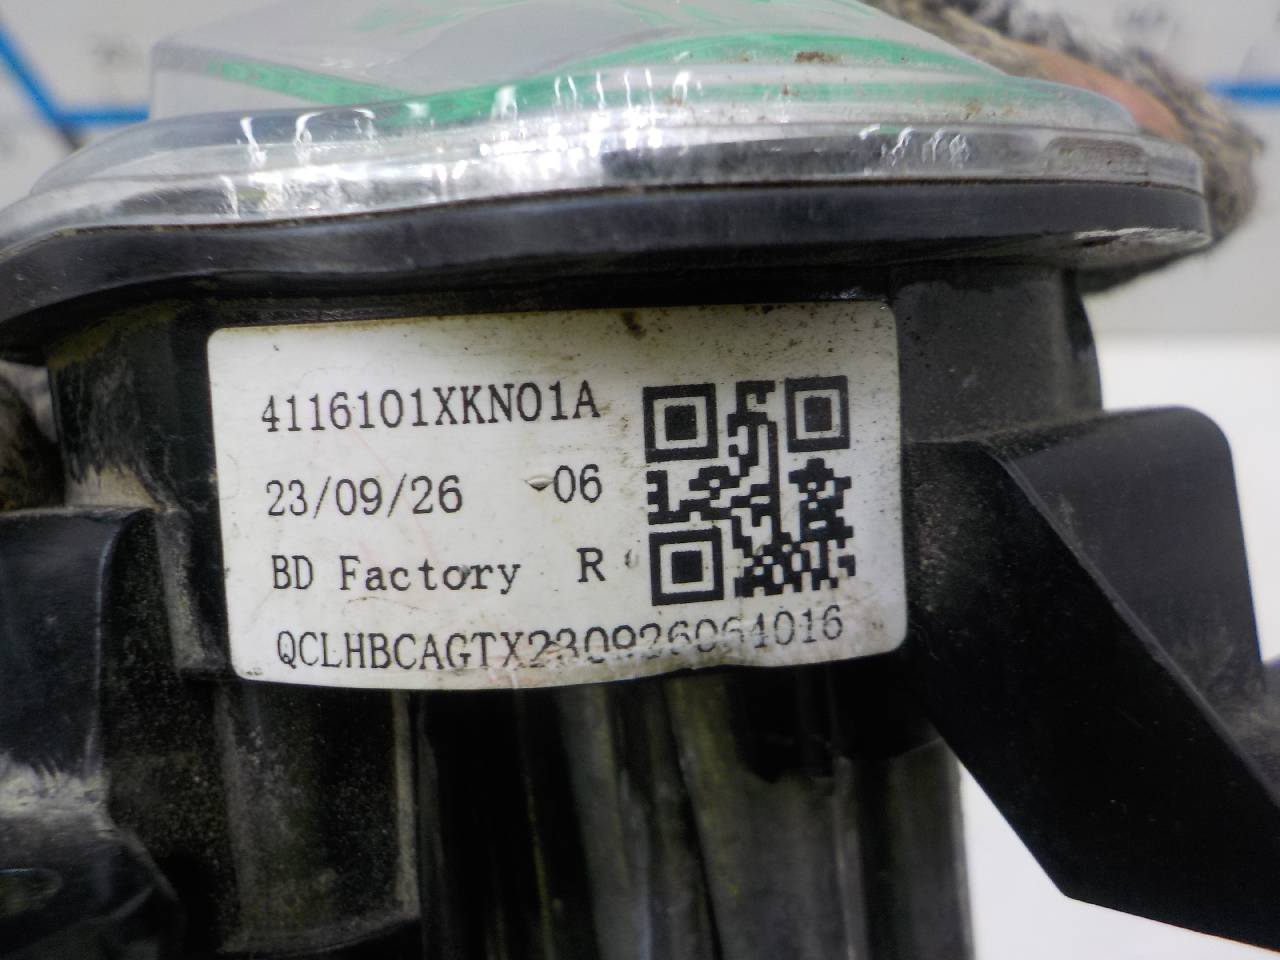 4116101XKN01A
23/09/26 -06
BD Factory R
QCLHBCAGTX230926064016